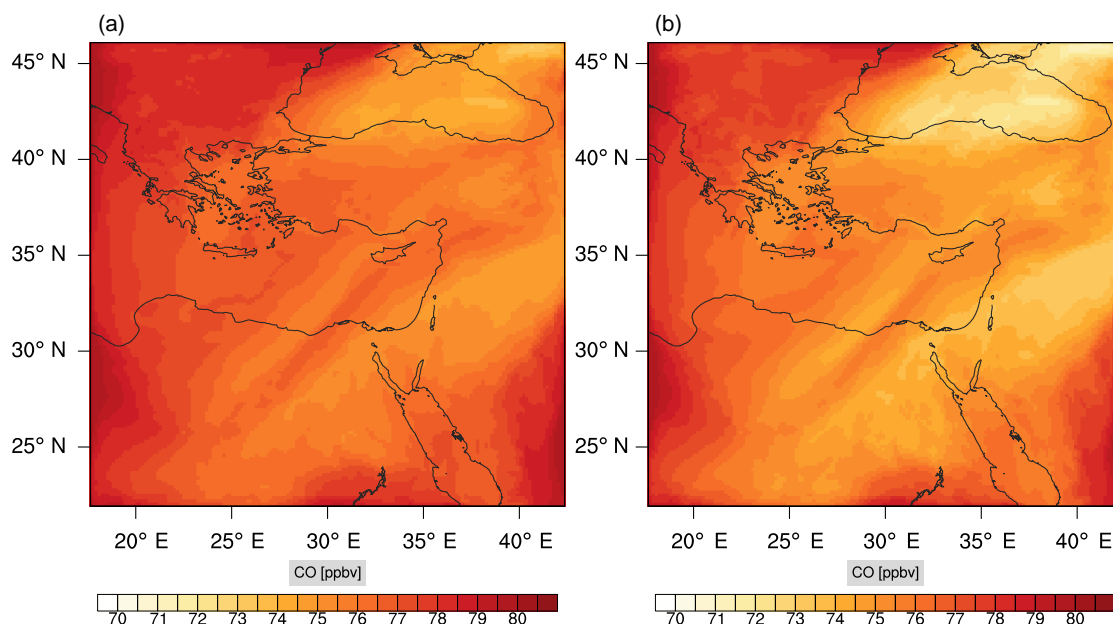 (a) (b)
45° N 45° N
40° N 40° N
35° N 35° N
30° N 30° N
25° N 25° N
20° E 25° E 30° E 35° E 40° E 20° E 25° E 30° E 35° E 40° E
CO [ppbv] CO [ppbv]
70 71 72 73 74 75 76 77 78 79 80 70 71 72 73 74 75 76 77 78 79 80